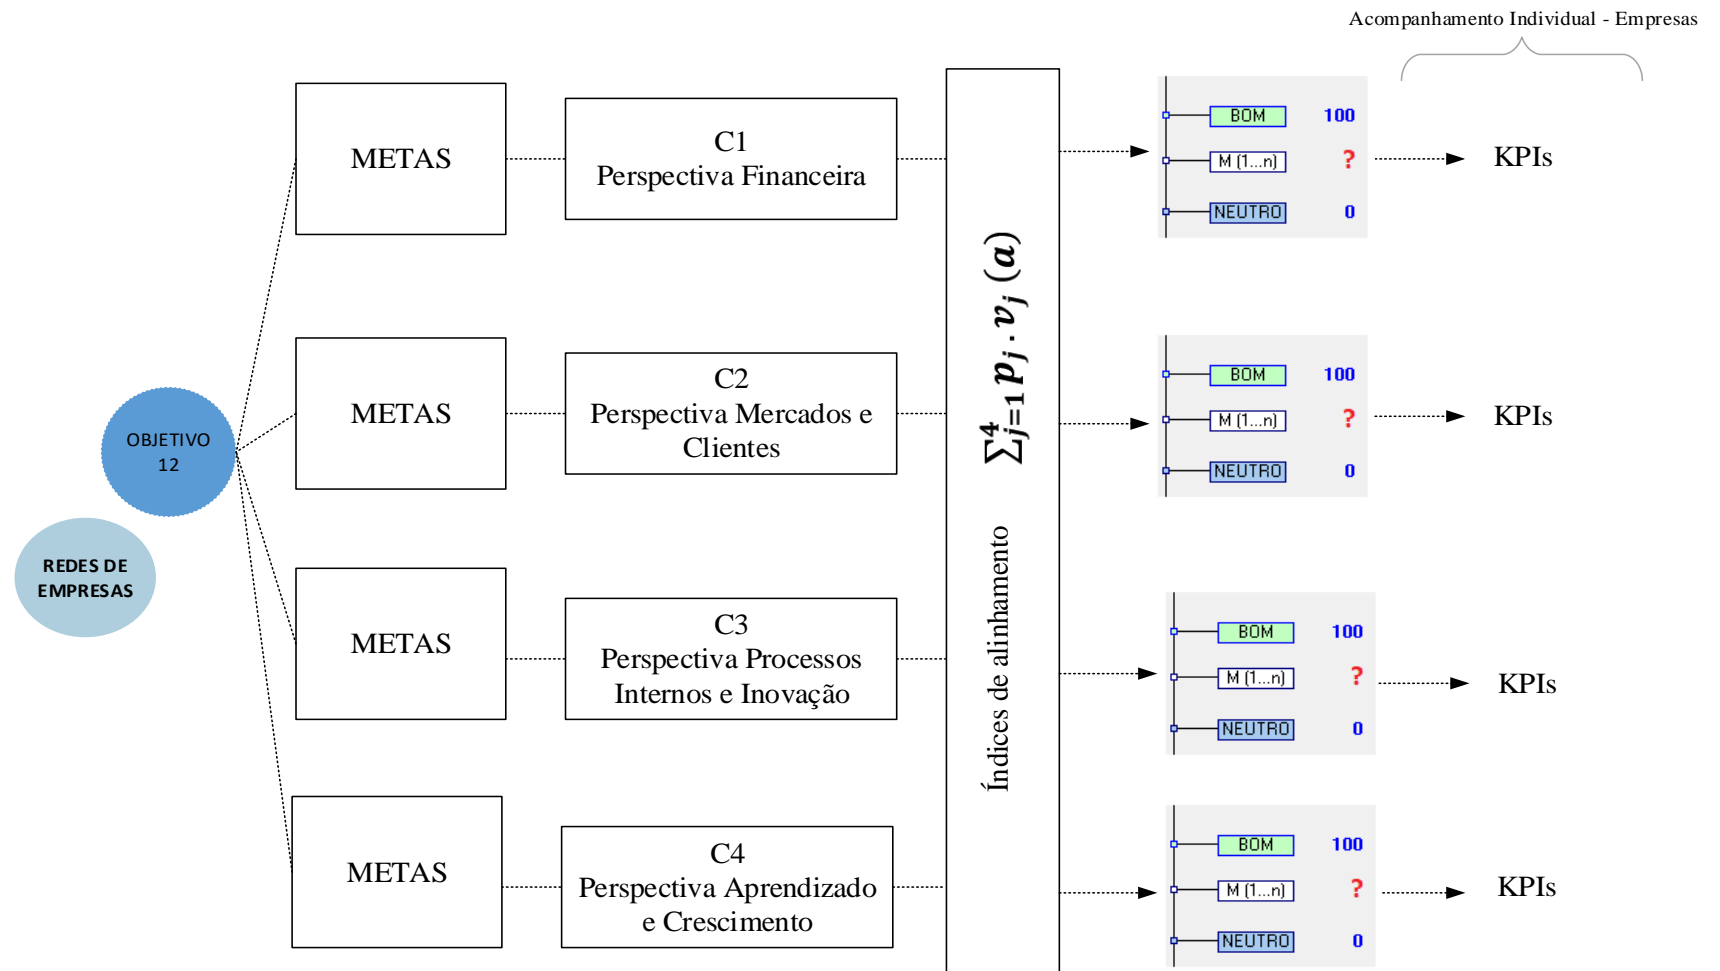 Acompanhamento Individual - Empresas
METAS
C1
Perspectiva Financeira
BOM 100
M (1...n) ?
NEUTRO 0
KPIs
METAS
C2
Perspectiva Mercados e
Clientes
BOM 100
M (1...n) ?
NEUTRO 0
KPIs
OBJETIVO
12
REDES DE
EMPRESAS
METAS
C3
Perspectiva Processos
Internos e Inovação
BOM 100
M (1...n) ?
NEUTRO 0
KPIs
METAS
C4
Perspectiva Aprendizado
e Crescimento
BOM 100
M (1...n) ?
NEUTRO 0
KPIs
Índices de alinhamento ∑⁴ⱼ₌₁ pⱼ . vⱼ (a)